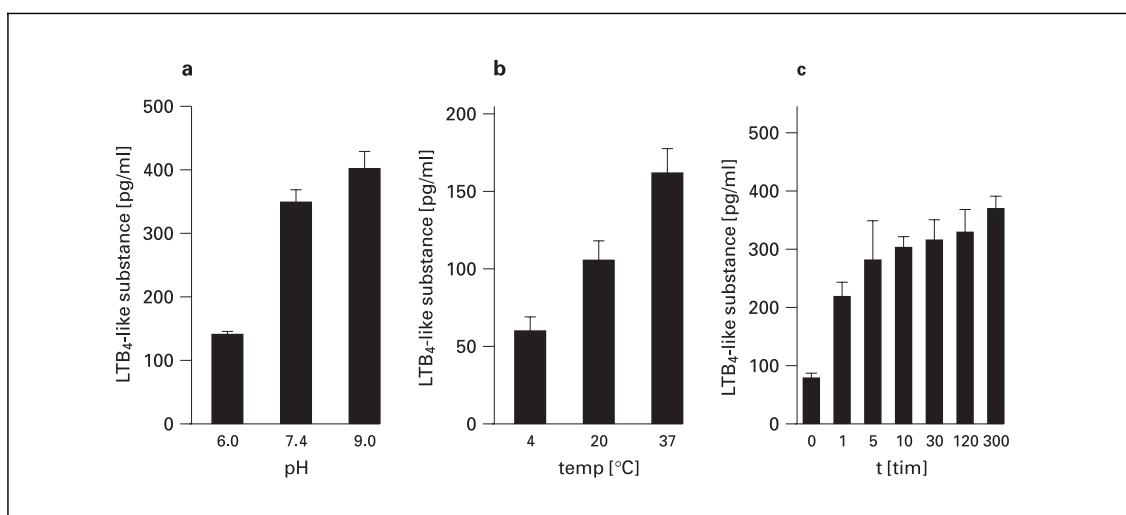 a
LTB₄-like substance [pg/ml]
500
400
300
200
100
0
6.0 7.4 9.0
pH
b
LTB₄-like substance [pg/ml]
200
150
100
50
0
4 20 37
temp [°C]
c
LTB₄-like substance [pg/ml]
500
400
300
200
100
0
0 1 5 10 30 120 300
t [tim]